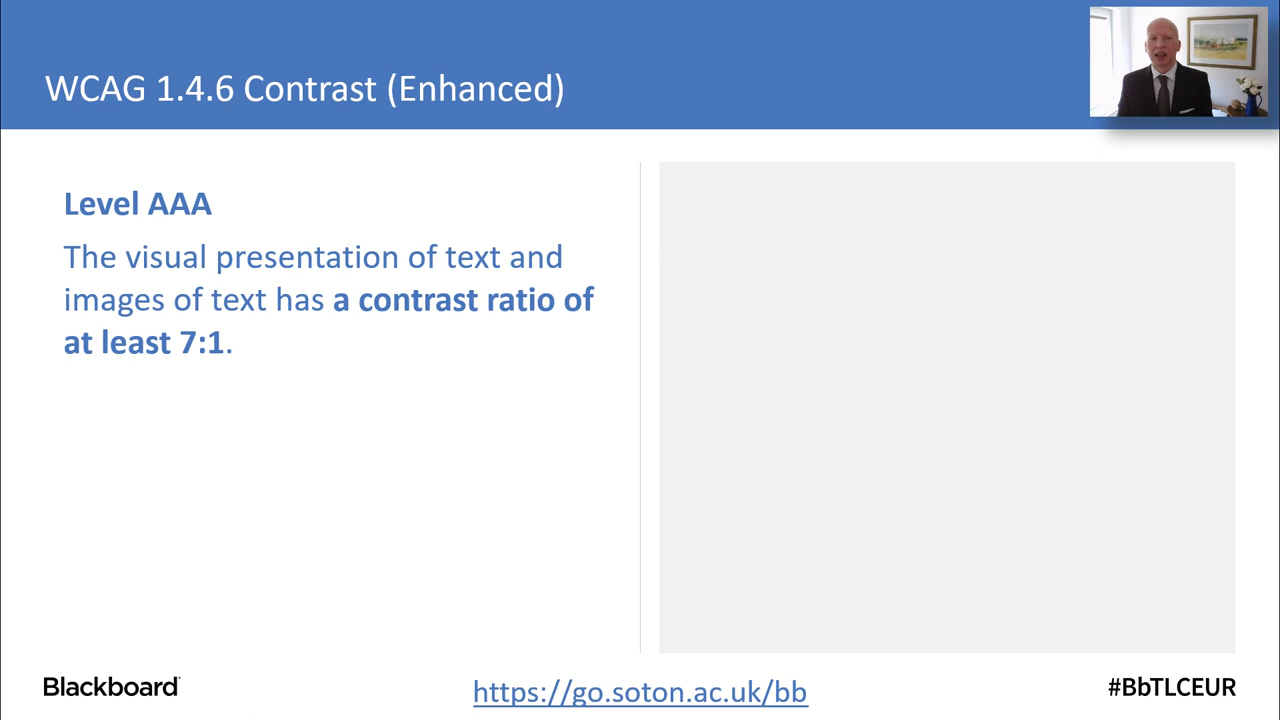 WCAG 1.4.6 Contrast (Enhanced)
Level AAA
The visual presentation of text and
images of text has a contrast ratio of
at least 7:1.
Blackboard
https://go.soton.ac.uk/bb
#BbTLCEUR